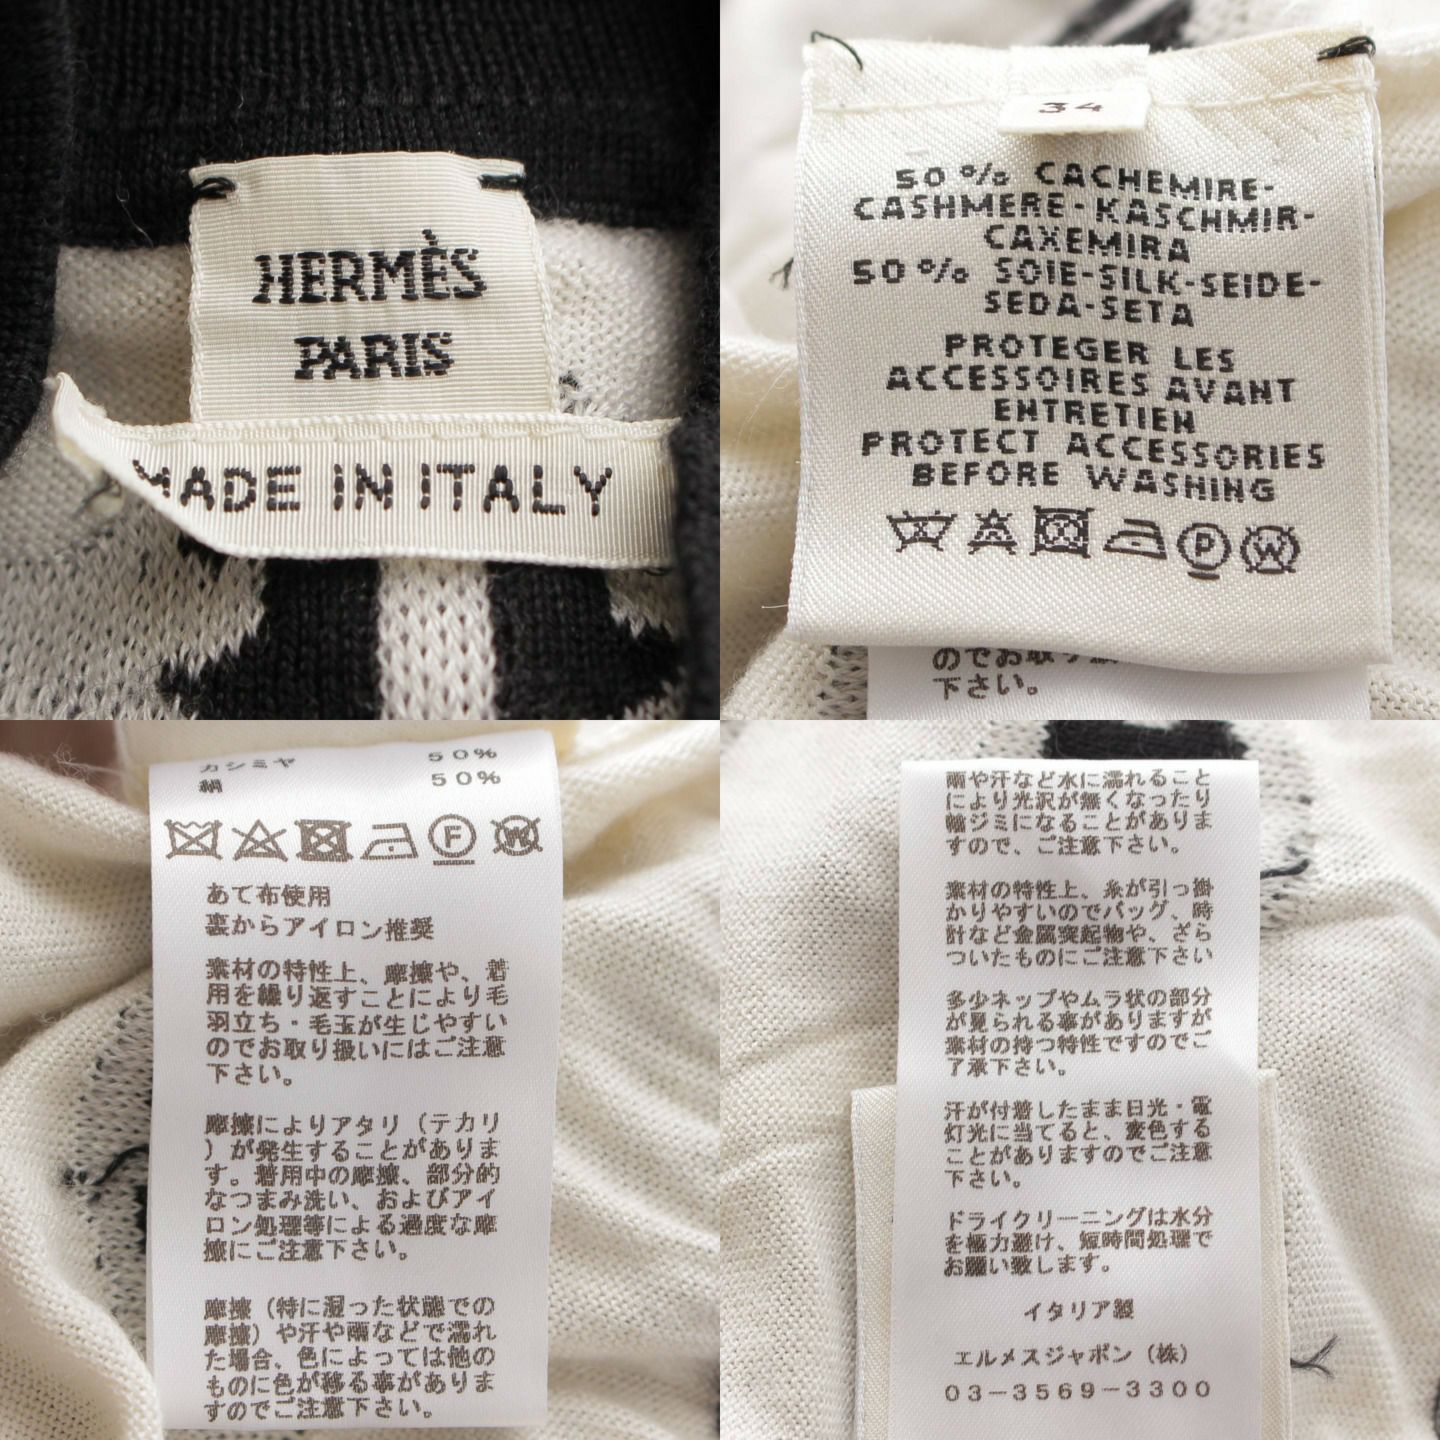 HERMÈS
PARIS
MADE IN ITALY
34
50% CACHEMIRE-
CASHMERE-KASCHMIR-
CAXEMIRA
50% SOIE-SILK-SEIDE-
SEDA-SETA
PROTEGER LES
ACCESSOIRES AVANT
ENTRETIEN
PROTECT ACCESSORIES
BEFORE WASHING
P W
のでお取り扱
下さい。
カシミヤ 50%
絹 50%
F W
あて布使用
裏からアイロン推奨
素材の特性上、摩擦や、着
用を繰り返すことにより毛
羽立ち・毛玉が生じやすい
のでお取り扱いにはご注意
下さい。
摩擦によりアタリ（テカリ
）が発生することがありま
す。着用中の摩擦、部分的
なつまみ洗い、およびアイ
ロン処理等による過度な摩
擦にご注意下さい。
摩擦（特に湿った状態での
摩擦）や汗や雨などで濡れ
た場合、色によっては他の
ものに色が移る事がありま
すのでご注意下さい。
雨や汗など水に濡れること
により光沢が無くなったり
輪ジミになることがありま
すので、ご注意下さい。
素材の特性上、糸が引っ掛
かりやすいのでバッグ、時
計など金属突起物や、ざら
ついたものにご注意下さい
多少ネップやムラ状の部分
が見られる事がありますが
素材の持つ特性ですのでご
了承下さい。
汗が付着したまま日光・電
灯光に当てると、変色する
ことがありますのでご注意
下さい。
ドライクリーニングは水分
を極力避け、短時間処理で
お願い致します。
イタリア製
エルメスジャポン（株）
03-3569-3300